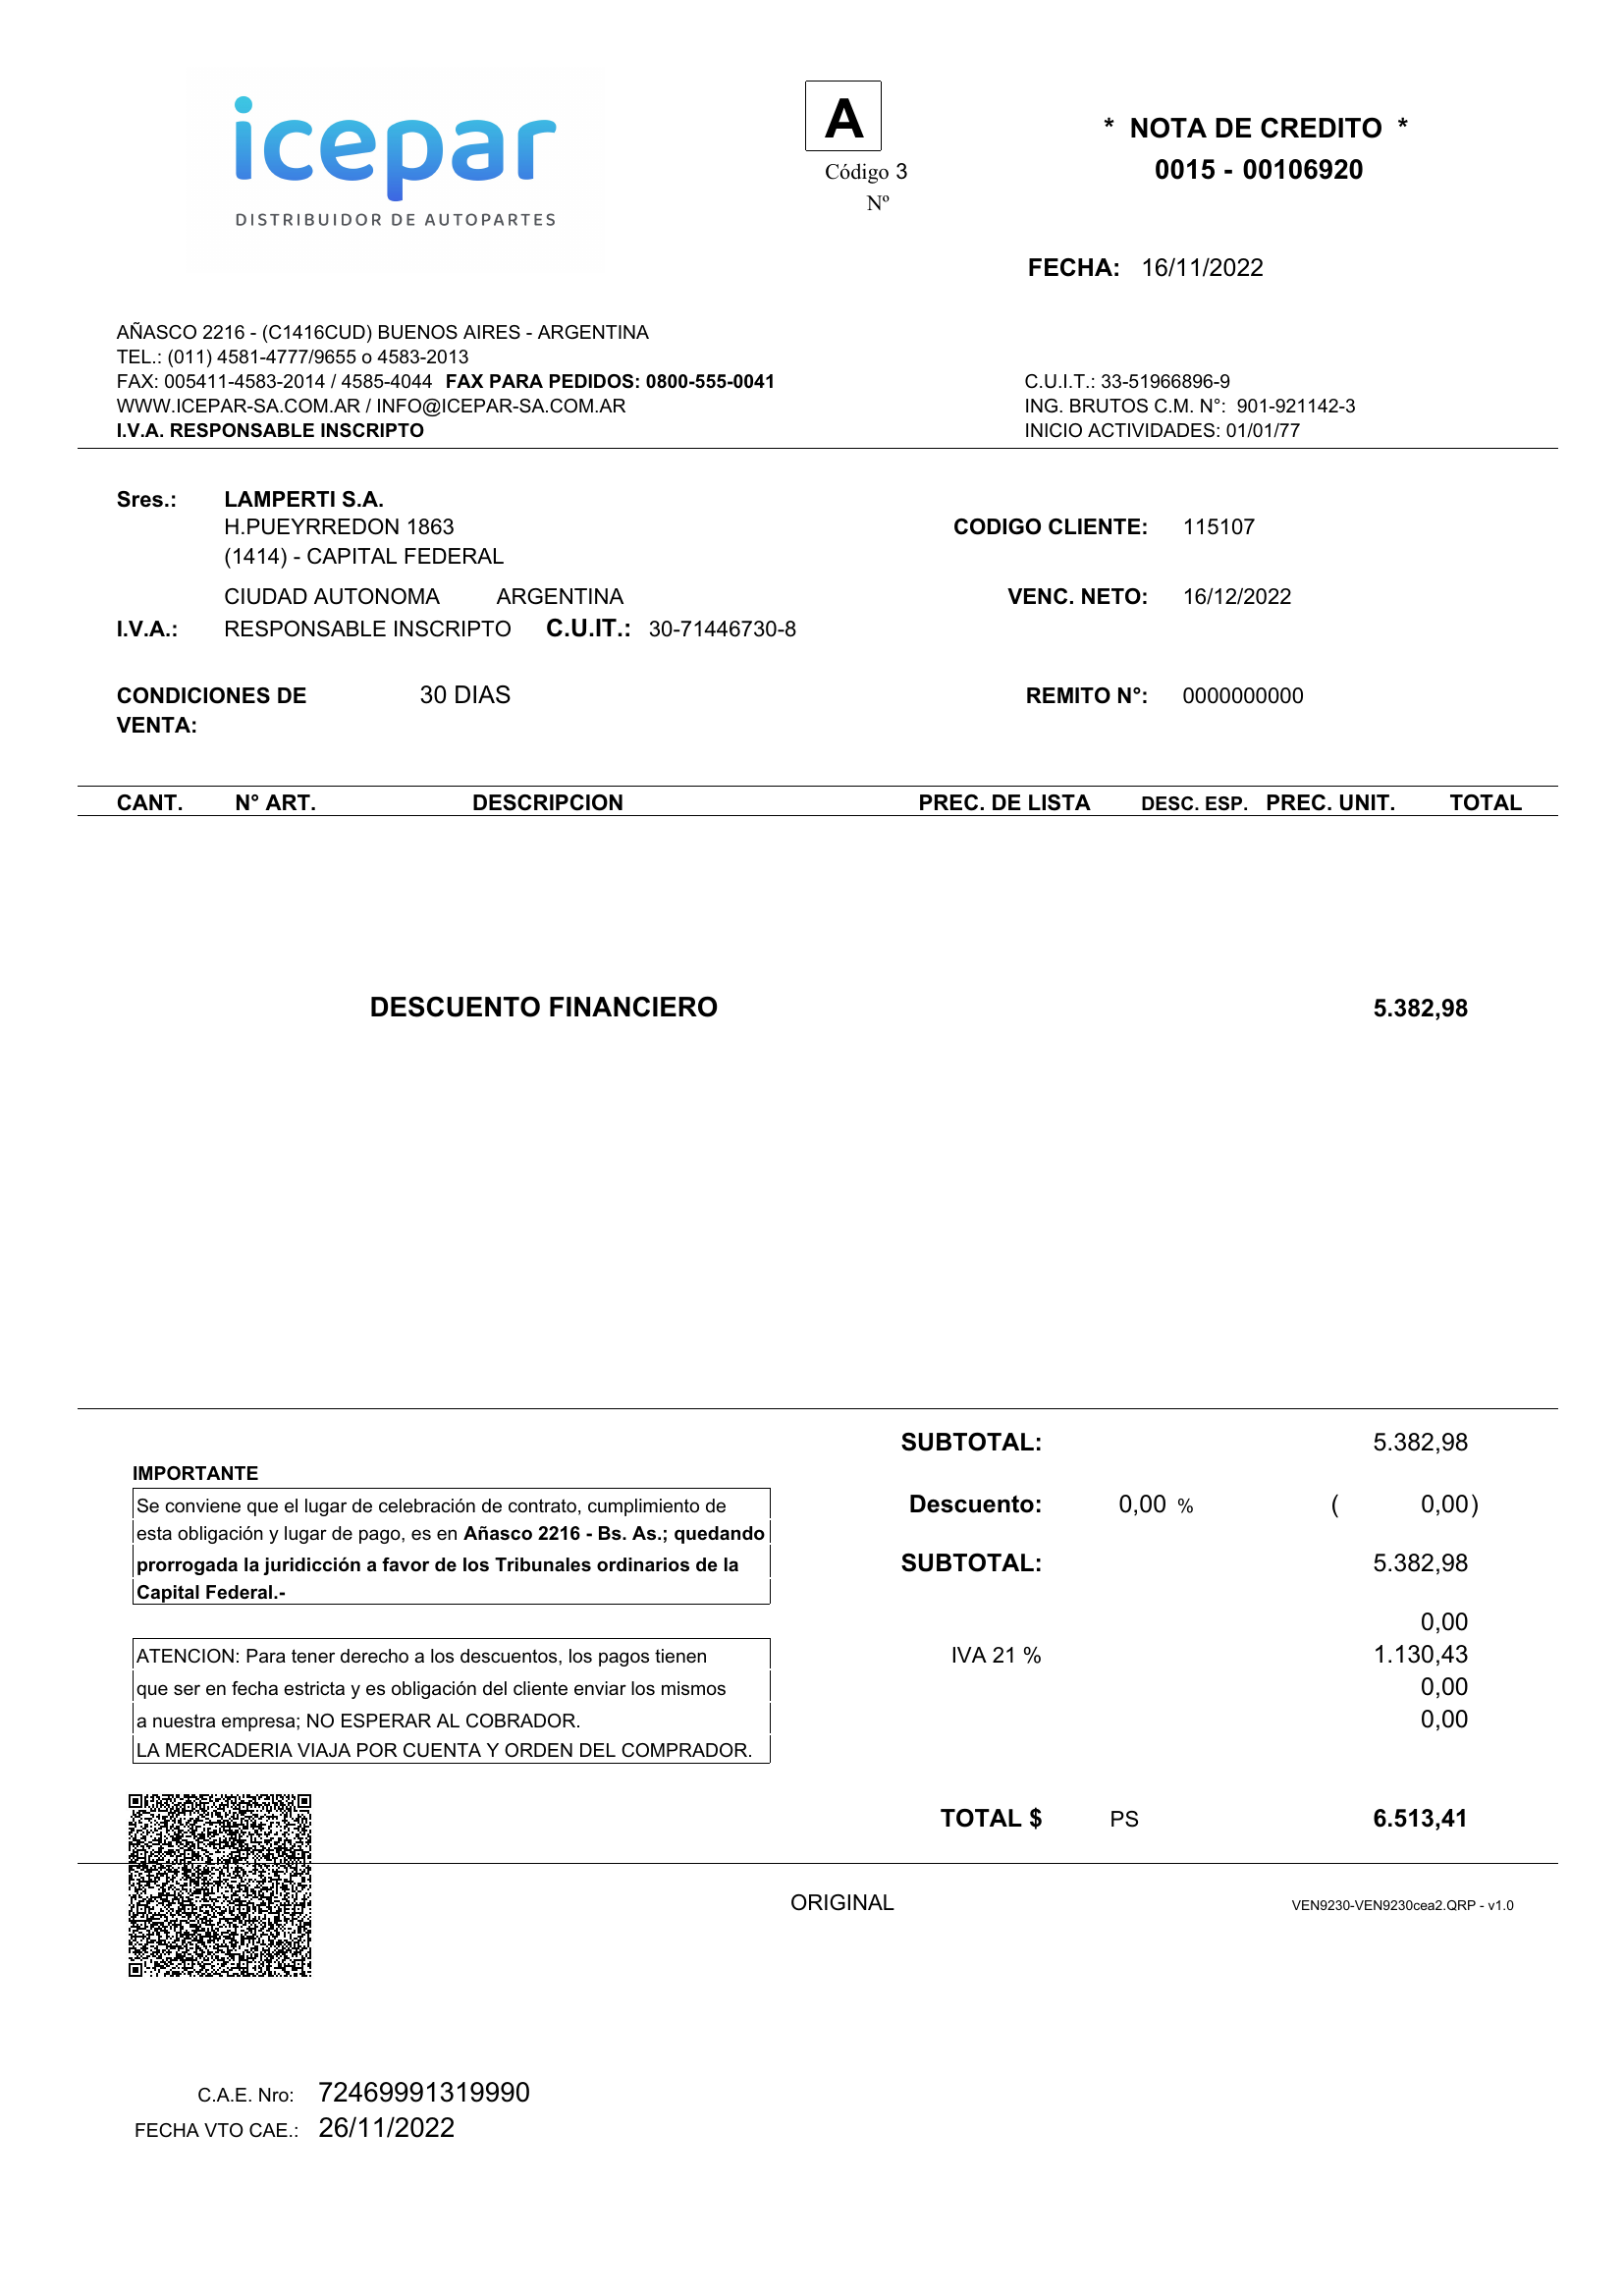 icepar
DISTRIBUIDOR DE AUTOPARTES
A
Código 3
Nº
* NOTA DE CREDITO *
0015 - 00106920
FECHA: 16/11/2022
AÑASCO 2216 - (C1416CUD) BUENOS AIRES - ARGENTINA
TEL.: (011) 4581-4777/9655 o 4583-2013
FAX: 005411-4583-2014 / 4585-4044 FAX PARA PEDIDOS: 0800-555-0041
WWW.ICEPAR-SA.COM.AR / INFO@ICEPAR-SA.COM.AR
I.V.A. RESPONSABLE INSCRIPTO
C.U.I.T.: 33-51966896-9
ING. BRUTOS C.M. N°: 901-921142-3
INICIO ACTIVIDADES: 01/01/77
Sres.: LAMPERTI S.A.
H.PUEYRREDON 1863
(1414) - CAPITAL FEDERAL
CIUDAD AUTONOMA ARGENTINA
I.V.A.: RESPONSABLE INSCRIPTO C.U.IT.: 30-71446730-8
CODIGO CLIENTE: 115107
VENC. NETO: 16/12/2022
CONDICIONES DE VENTA: 30 DIAS
REMITO N°: 0000000000
CANT. N° ART. DESCRIPCION PREC. DE LISTA DESC. ESP. PREC. UNIT. TOTAL
DESCUENTO FINANCIERO 5.382,98
SUBTOTAL: 5.382,98
Descuento: 0,00 % ( 0,00)
SUBTOTAL: 5.382,98
0,00
IVA 21 % 1.130,43
0,00
0,00
TOTAL $ PS 6.513,41
IMPORTANTE
Se conviene que el lugar de celebración de contrato, cumplimiento de
esta obligación y lugar de pago, es en Añasco 2216 - Bs. As.; quedando
prorrogada la juridicción a favor de los Tribunales ordinarios de la
Capital Federal.-
ATENCION: Para tener derecho a los descuentos, los pagos tienen
que ser en fecha estricta y es obligación del cliente enviar los mismos
a nuestra empresa; NO ESPERAR AL COBRADOR.
LA MERCADERIA VIAJA POR CUENTA Y ORDEN DEL COMPRADOR.
ORIGINAL
VEN9230-VEN9230cea2.QRP - v1.0
C.A.E. Nro: 72469991319990
FECHA VTO CAE.: 26/11/2022